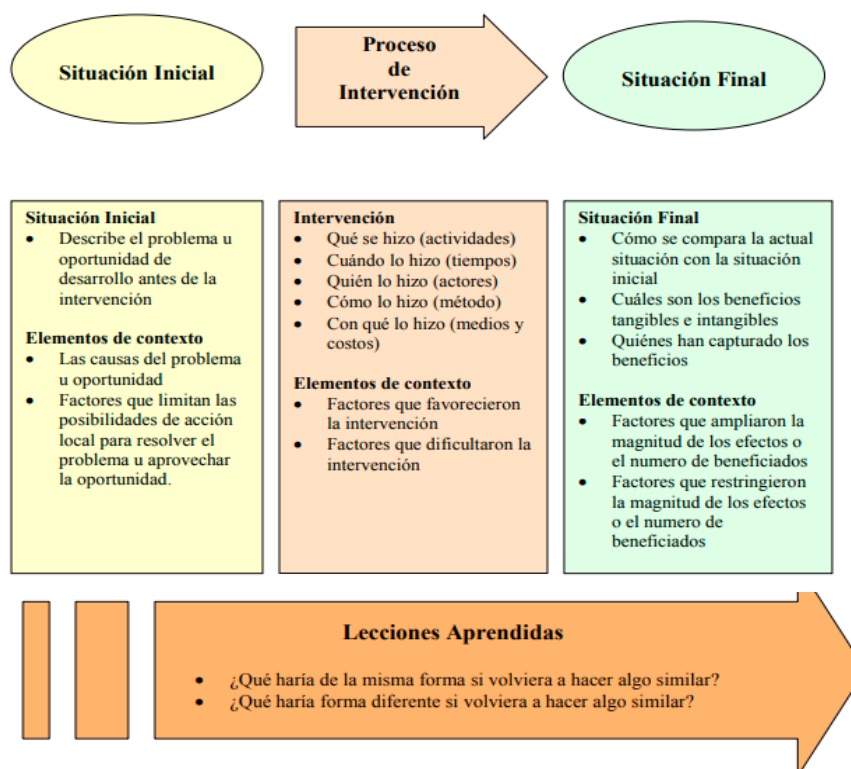 Situación Inicial
Proceso
de
Intervención
Situación Final
Situación Inicial
• Describe el problema u
oportunidad de
desarrollo antes de la
intervención
Elementos de contexto
• Las causas del problema
u oportunidad
• Factores que limitan las
posibilidades de acción
local para resolver el
problema u aprovechar
la oportunidad.
Intervención
• Qué se hizo (actividades)
• Cuándo lo hizo (tiempos)
• Quién lo hizo (actores)
• Cómo lo hizo (método)
• Con qué lo hizo (medios y
costos)
Elementos de contexto
• Factores que favorecieron
la intervención
• Factores que dificultaron la
intervención
Situación Final
• Cómo se compara la actual
situación con la situación
inicial
• Cuáles son los beneficios
tangibles e intangibles
• Quiénes han capturado los
beneficios
Elementos de contexto
• Factores que ampliaron la
magnitud de los efectos o
el numero de beneficiados
• Factores que restringieron
la magnitud de los efectos
o el numero de
beneficiados
Lecciones Aprendidas
• ¿Qué haría de la misma forma si volviera a hacer algo similar?
• ¿Qué haría forma diferente si volviera a hacer algo similar?